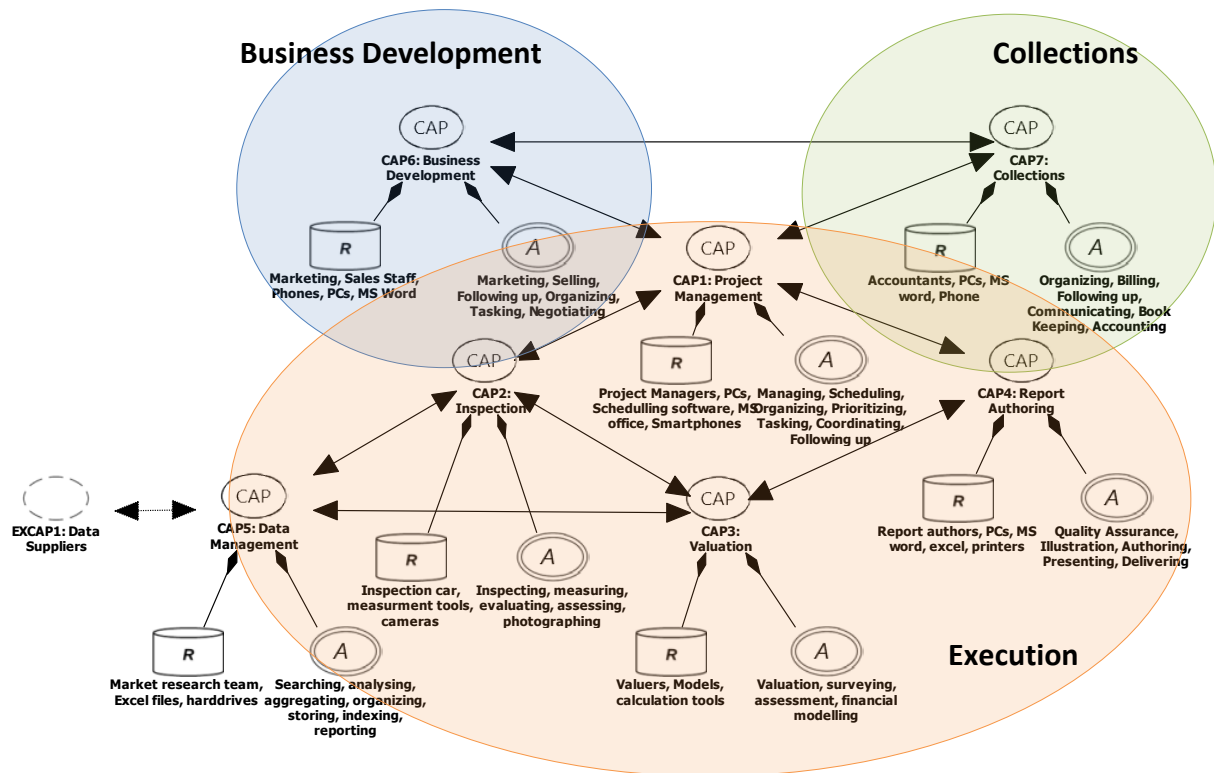 Business Development
Collections
CAP
CAP6: Business
Development
R
Marketing, Sales Staff,
Phones, PCs, MS Word
A
Marketing, Selling,
Following up, Organizing,
Tasking, Negotiating
CAP
CAP7:
Collections
R
Accountants, PCs, MS
word, Phone
A
Organizing, Billing,
Following up,
Communicating, Book
Keeping, Accounting
CAP
CAP1: Project
Management
R
Project Managers, PCs,
Schedulling software, MS
office, Smartphones
A
Managing, Scheduling,
Organizing, Prioritizing,
Tasking, Coordinating,
Following up
CAP
CAP2:
Inspection
R
Inspection car,
measurment tools,
cameras
A
Inspecting, measuring,
evaluating, assessing,
photographing
CAP
CAP4: Report
Authoring
R
Report authors, PCs, MS
word, excel, printers
A
Quality Assurance,
Illustration, Authoring,
Presenting, Delivering
EXCAP1: Data
Suppliers
CAP
CAP5: Data
Management
R
Market research team,
Excel files, harddrives
A
Searching, analysing,
aggregating, organizing,
storing, indexing,
reporting
CAP
CAP3:
Valuation
R
Valuers, Models,
calculation tools
A
Valuation, surveying,
assessment, financial
modelling
Execution